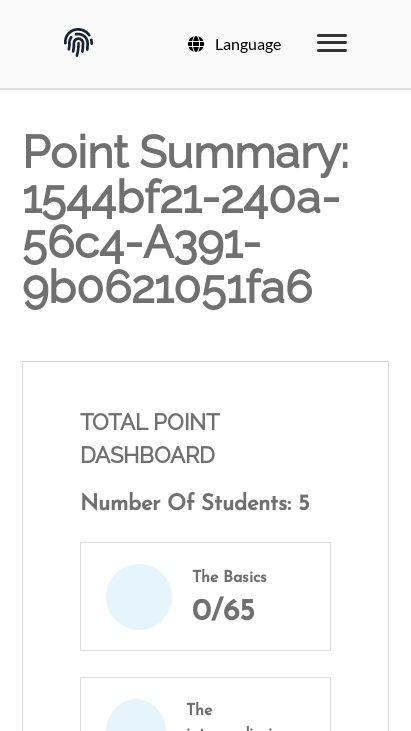 Language
Point Summary:
1544bf21-240a-
56c4-A391-
9b0621051fa6
TOTAL POINT
DASHBOARD
Number Of Students: 5
The Basics
0/65
The